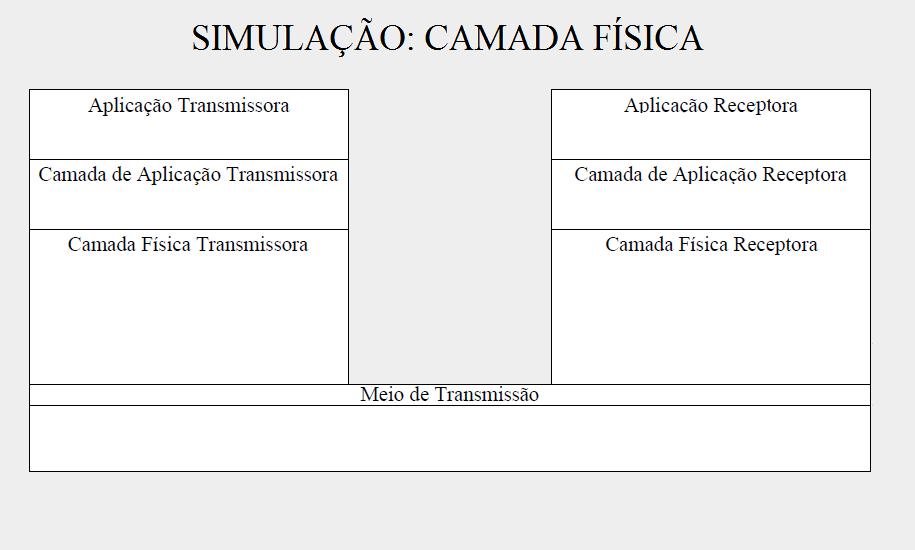 SIMULAÇÃO: CAMADA FÍSICA
Aplicação Transmissora
Camada de Aplicação Transmissora
Camada Física Transmissora
Aplicação Receptora
Camada de Aplicação Receptora
Camada Física Receptora
Meio de Transmissão